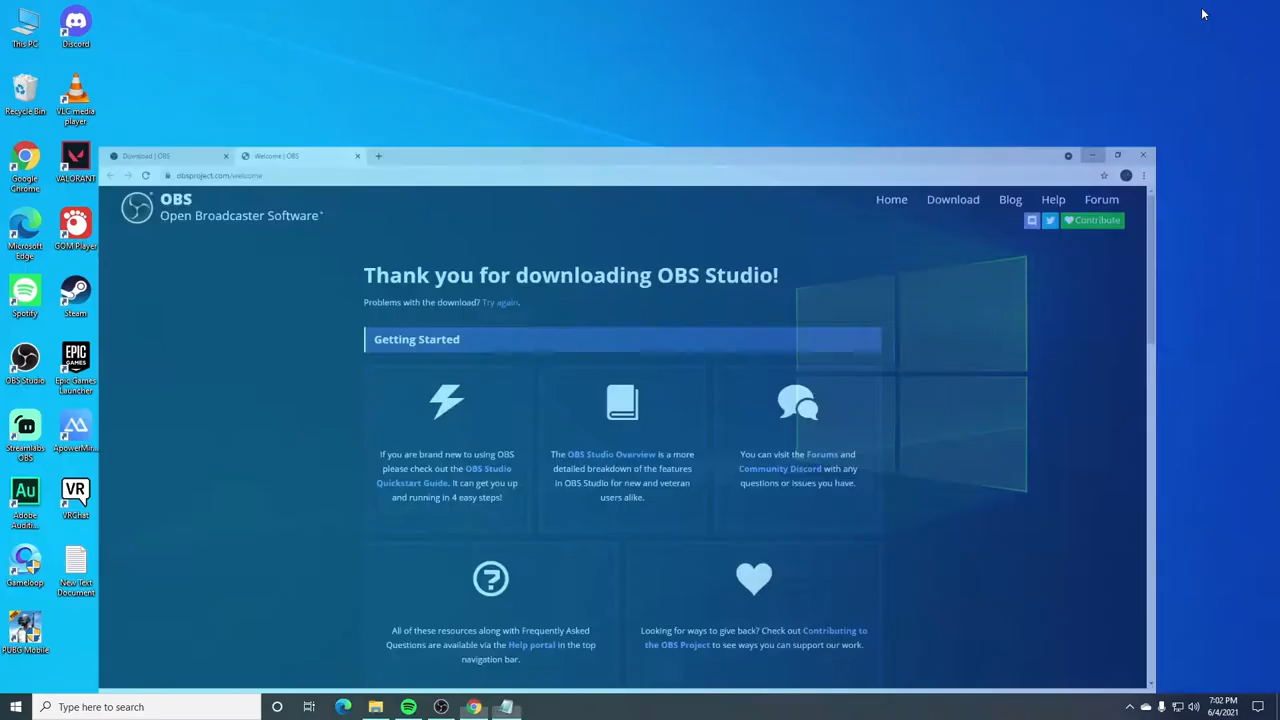 This PC
Discord
Recycle Bin
VLC media
player
Google
Chrome
VALORANT
Microsoft
Edge
GOM Player
Spotify
Steam
OBS Studio
EPIC
GAMES
Epic Games
Launcher
Streamlabs
OBS
ApowerMir...
Au
Adobe
Auditi...
VR
VRChat
Gameloop
New Text
Document
PUBG Mobile
Download | OBS
Welcome | OBS
obsproject.com/welcome
OBS
Open Broadcaster Software
Home
Download
Blog
Help
Forum
Contribute
Thank you for downloading OBS Studio!
Problems with the download? Try again.
Getting Started
If you are brand new to using OBS
please check out the OBS Studio
Quickstart Guide. It can get you up
and running in 4 easy steps!
The OBS Studio Overview is a more
detailed breakdown of the features
in OBS Studio for new and veteran
users alike.
You can visit the Forums and
Community Discord with any
questions or issues you have.
All of these resources along with Frequently Asked
Questions are available via the Help portal in the top
navigation bar.
Looking for ways to give back? Check out Contributing to
the OBS Project to see ways you can support our work.
Type here to search
7:02 PM
6/4/2021